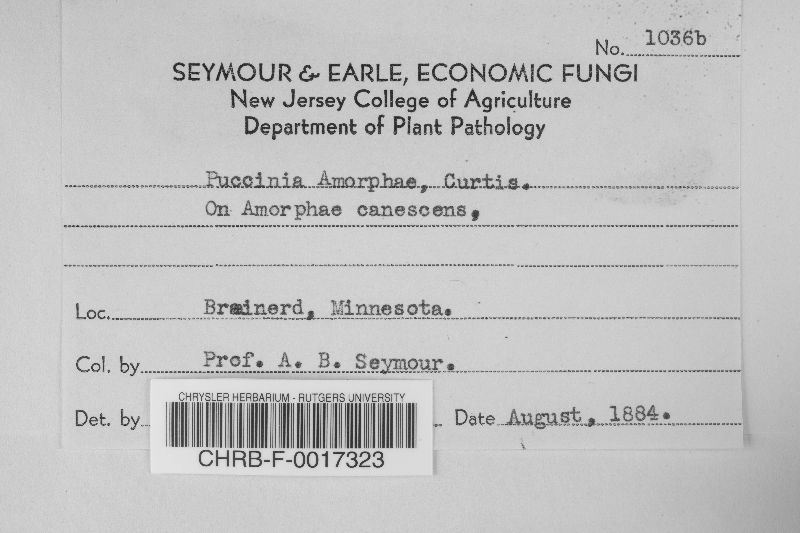 No. 1036b
SEYMOUR & EARLE, ECONOMIC FUNGI
New Jersey College of Agriculture
Department of Plant Pathology
Puccinia Amorphae, Curtis.
On Amorphae canescens,
Loc. Brainerd, Minnesota.
Col. by Prof. A. B. Seymour.
Det. by Date August, 1884.
CHRYSLER HERBARIUM - RUTGERS UNIVERSITY
CHRB-F-0017323